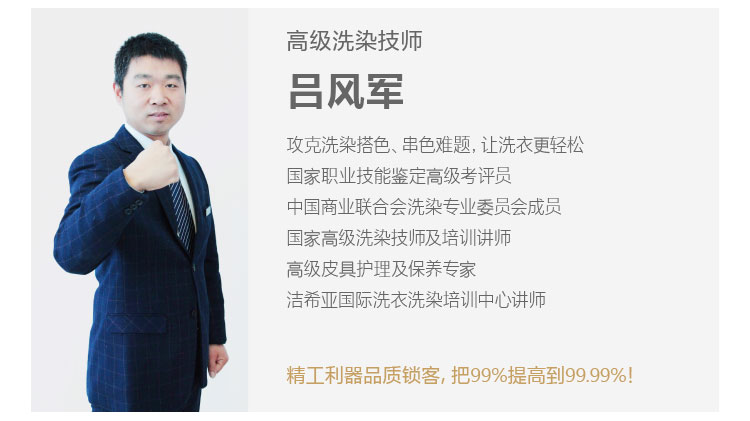 高级洗染技师
吕风军
攻克洗染搭色、串色难题，让洗衣更轻松
国家职业技能鉴定高级考评员
中国商业联合会洗染专业委员会成员
国家高级洗染技师及培训讲师
高级皮具护理及保养专家
洁希亚国际洗衣洗染培训中心讲师
精工利器品质锁客，把99%提高到99.99%！